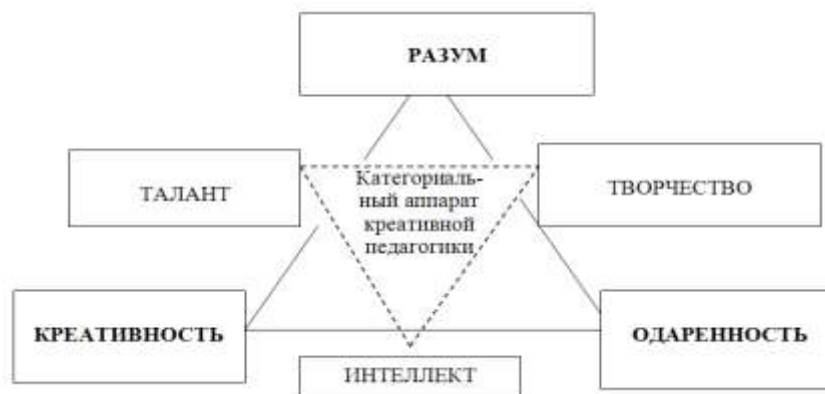 РАЗУМ
ТАЛАНТ
Категориаль-
ный аппарат
креативной
педагогики
ТВОРЧЕСТВО
КРЕАТИВНОСТЬ
ОДАРЕННОСТЬ
ИНТЕЛЛЕКТ